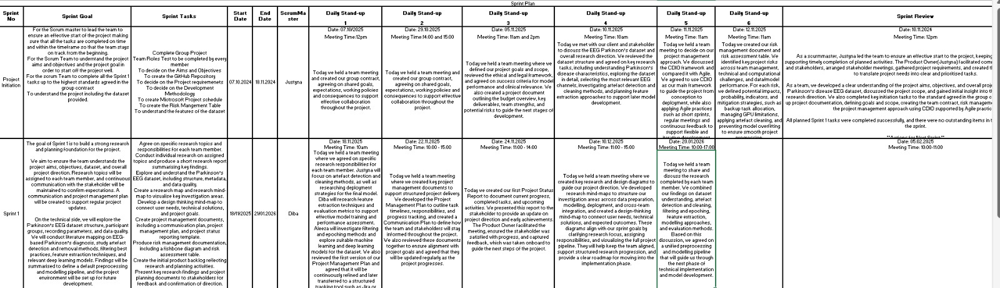 Sprint Plan
Sprint
No
Sprint Goal
Sprint Tasks
Start
Date
End
Date
ScrumMa
ster
Daily Stand-up
1
Daily Stand-up
2
Daily Stand-up
3
Daily Stand-up
4
Daily Stand-up
5
Daily Stand-up
6
Sprint Review
Project
Initiation
For the Scrum master to lead the team to
ensure an effective start of the project making
sure that all the tasks are completed on time
and within the timeframe so that the team stays
on track from the beginning.
For the Scrum Team to understand the project
aims and objectives and the project goal in
order to start off the project well.
For the scrum Team to complete all the Sprint 1
tasks up to the highest standards agreed in the
group contract
To understand the project including the dataset
provided.
Complete Group Project
Team Roles Test to be completed by every
member
To decide on the Aims and Objectives
To create the GitHub Repository
To decide on the Project requiremenets
To decide on the Development
Methodology
To create Microsoft Project schedule
To create the Risk Mangement Table
To understand the features of the dataset
07.10.2024
18.11.2024
Justyna
Date: 07.10/2025
Meeting Time:12pm
Today we held a team meeting
and created our group contract,
agreeing on shared goals,
expectations, working policies
and consequences to support
effective collaboration
throughout the project.
Date: 29.10.2025
Meeting Time:14:00 and 15:00
Today we held a team meeting
and created our group contract,
agreeing on shared goals,
expectations, working policies and
consequences to support effective
collaboration throughout the
project.
Date: 05.11.2025
Meeting Time: 11am and 2pm
Today we held a team meeting where we
defined our project goals and scope,
reviewed the ethical and legal framework,
and agreed on success criteria for model
performance and clinical relevance. We
also created a project document
outlining the budget overview, key
deliverables, team strengths, and
potential risks to guide the next stages of
development.
Date: 10.11.2025
Meeting Time: 10am
Today we met with our client and stakeholder
to discuss the EEG Parkinson's dataset and
overall research direction. We reviewed the
dataset structure and agreed on key research
tasks, including understanding Parkinson's
disease characteristics, exploring the dataset
in detail, selecting the most relevant EEG
channels, investigating artefact detection and
cleaning methods, and planning feature
extraction approaches to support later model
development.
Date: 11.11.2025
Meeting Time: 11am
Today we held a team
meeting to decide on our
project management
approach. We discussed
the CDIO framework and
compared it with Agile.
We agreed to use CDIO
as our main framework
to guide the project from
conception to
deployment, while also
applying Agile practices
such as short sprints,
regular meetings and
continuous feedback to
support flexible and
iterative development.
Date: 12.11.2025
Meeting Time: 11am
Today we created our risk
management document and
risk assessment table. We
identified key project risks
across team management,
technical and computational
challenges, and data/model
performance. For each risk,
we defined potential impacts,
probability, indicators, and
mitigation strategies, such as
backup task allocation,
managing GPU limitations,
applying artefact cleaning, and
preventing model overfitting
to ensure smooth project
progression.
Date: 10.11.2024
Meeting Time: 12pm
As a scurmmaster, Justyna led the team to ensure an effective start to the project, keeping
supporting timely completion of planned activities. The Product Owner(Justyna) facilitated comm
and stakeholders, arranged stakeholder meetings, gathered project requirements, and created t
to translate project needs into clear and prioritised tasks.
As a team, we developed a clear understanding of the project aims, objectives, and overall proje
Parkinson's disease EEG dataset, discussed the project scope, and gained initial insight into th
research direction. We also completed key initiation tasks to the standard agreed in the group c
up project documentation, defining goals and scope, creating the team contract, risk manageme
the project management approach using CDIO supported by Agile practic
All planned Sprint 1 tasks were completed successfully, and there were no outstanding items in t
the sprint.
**Actions for Next Sprint:**
Sprint 1
The goal of Sprint 1 is to build a strong research
and planning foundation for the project.
We aim to ensure the team understands the
project aims, objectives, dataset, and overall
project direction. Research topics will be
assigned to each team member, and continuous
communication with the stakeholder will be
maintained to confirm expectations. A
communication and project management plan
will be created to support regular project
updates.
On the technical side, we will explore the
Parkinson's EEG dataset structure, participant
groups, recording parameters, and data quality.
We will conduct literature mapping on EEG-
based Parkinson's diagnosis, study artefact
detection and removal methods, filtering best
practices, feature extraction techniques, and
relevant deep learning models. Findings will be
summarised to define a default preprocessing
and modelling pipeline, and the project
environment will be set up for future
development.
Agree on specific research topics and
responsibilities for each team member.
Conduct individual research on assigned
topics and produce a short research report
summarising key findings.
Explore and understand the Parkinson's
EEG dataset, including structure, metadata,
and data quality.
Create a research map and research mind-
map to visualise key investigation areas.
Develop a design thinking mind-map to
connect user needs, technical solutions,
and project goals.
Create project management documents,
including a communication plan, project
management plan, and project status
reporting template.
Produce risk management documentation,
including a fishbone diagram and risk
assessment table.
Create the initial product backlog reflecting
research and planning activities.
Present key research findings and project
planning documents to stakeholders for
feedback and confirmation of direction.
18/11/2025
21/01.2026
Diba
Date: 18.11.2025
Meeting Time: 10am
Today we held a team meeting
where we agreed on specific
research responsibilities for
each team member. Justyna will
focus on artefact detection and
cleaning methods, as well as
researching deployment
strategies for the final model.
Diba will research feature
extraction techniques and
evaluation metrics to support
effective model training and
performance assessment.
Aleeza will investigate filtering
and epoching methods and
explore suitable machine
learning and deep learning
models for the dataset. We also
reviewed the first version of our
Project Management Plan and
agreed that it will be
continuously refined and later
transferred to a structured
tracking tool such as Jira or
Date: 22.11.2025
Meeting Time: 10:00 - 15:00
Today we held a team meeting
where we created key project
management documents to
support structured project delivery.
We developed the Project
Management Plan to outline task
timelines, responsibilities, and
progress tracking, and created a
Communication Plan to define how
the team and stakeholders will stay
informed throughout the project.
We also reviewed these documents
together to ensure alignment with
project goals and agreed that they
will be updated regularly as the
project progresses.
Date: 24.11.2025
Meeting Time: 11:00 - 14:00
Today we created our first Project Status
Report to document current progress,
completed tasks, and upcoming
activities. We presented this report to the
stakeholder to provide an update on
project direction and early achievements.
The Product Owner facilitated the
meeting, ensured the stakeholder was
satisfied with progress, and captured
feedback, which was taken onboard to
guide the next steps of the project.
Date: 10.12.2025
Meeting Time: 11:00 - 15:00
Today we held a team meeting where we
created key research and design diagrams to
guide our project direction. We developed
research mind-maps to structure our
investigation areas across data preparation,
modelling, deployment, and cross-team
integration, and created a design-thinking
mind-map to connect user needs, technical
solutions, and expected outcomes. These
diagrams align with our sprint goals by
clarifying research focus, assigning
responsibilities, and visualising the full project
pipeline. They will help keep the team aligned,
support structured research progression, and
provide a clear roadmap for moving into the
implementation phase.
Date: 20.01.2026
Meeting Time: 10:00-17:00
Today we held a team
meeting to share and
discuss the research
completed by each team
member. We combined
our findings on dataset
understanding, artefact
detection and cleaning,
filtering and epoching,
feature extraction,
modelling approaches,
and evaluation methods.
Based on this
discussion, we agreed on
a unified preprocessing
and modelling pipeline
that will guide us through
the next phase of
technical implementation
and model development.
Date: 05.02.2026
Meeting Time: 10:00-11:00